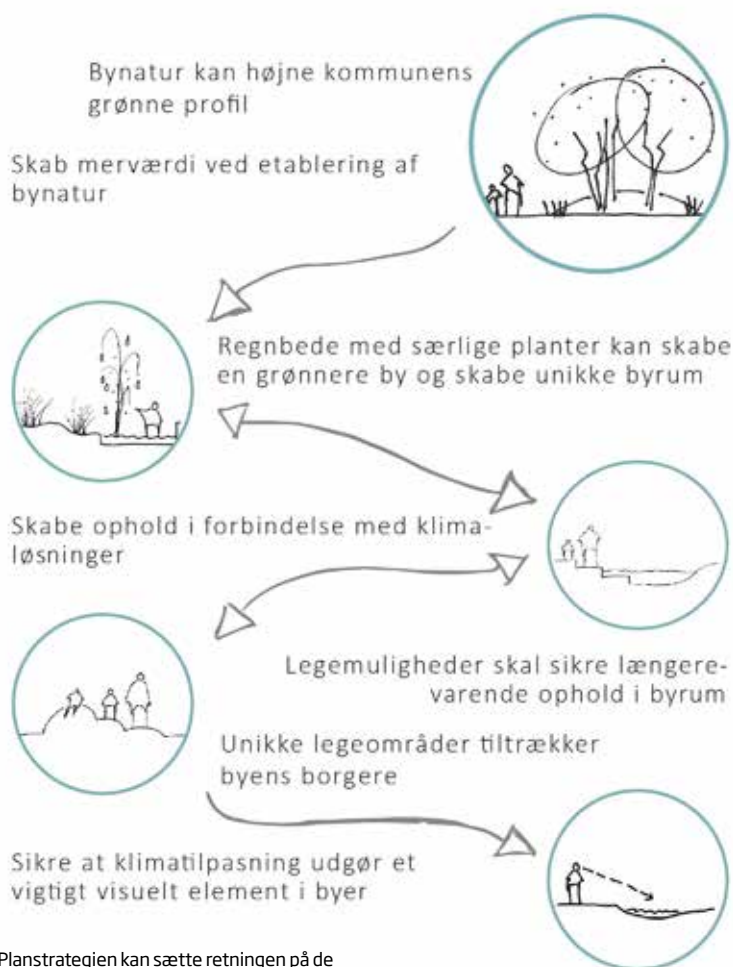 Bynatur kan højne kommunens
grønne profil
Skab merværdi ved etablering af
bynatur
Regnbede med særlige planter kan skabe
en grønnere by og skabe unikke byrum
Skabe ophold i forbindelse med klima-
løsninger
Legemuligheder skal sikre længere-
varende ophold i byrum
Unikke legeområder tiltrækker
byens borgere
Sikre at klimatilpasning udgør et
vigtigt visuelt element i byer
Planstrategien kan sætte retningen på de